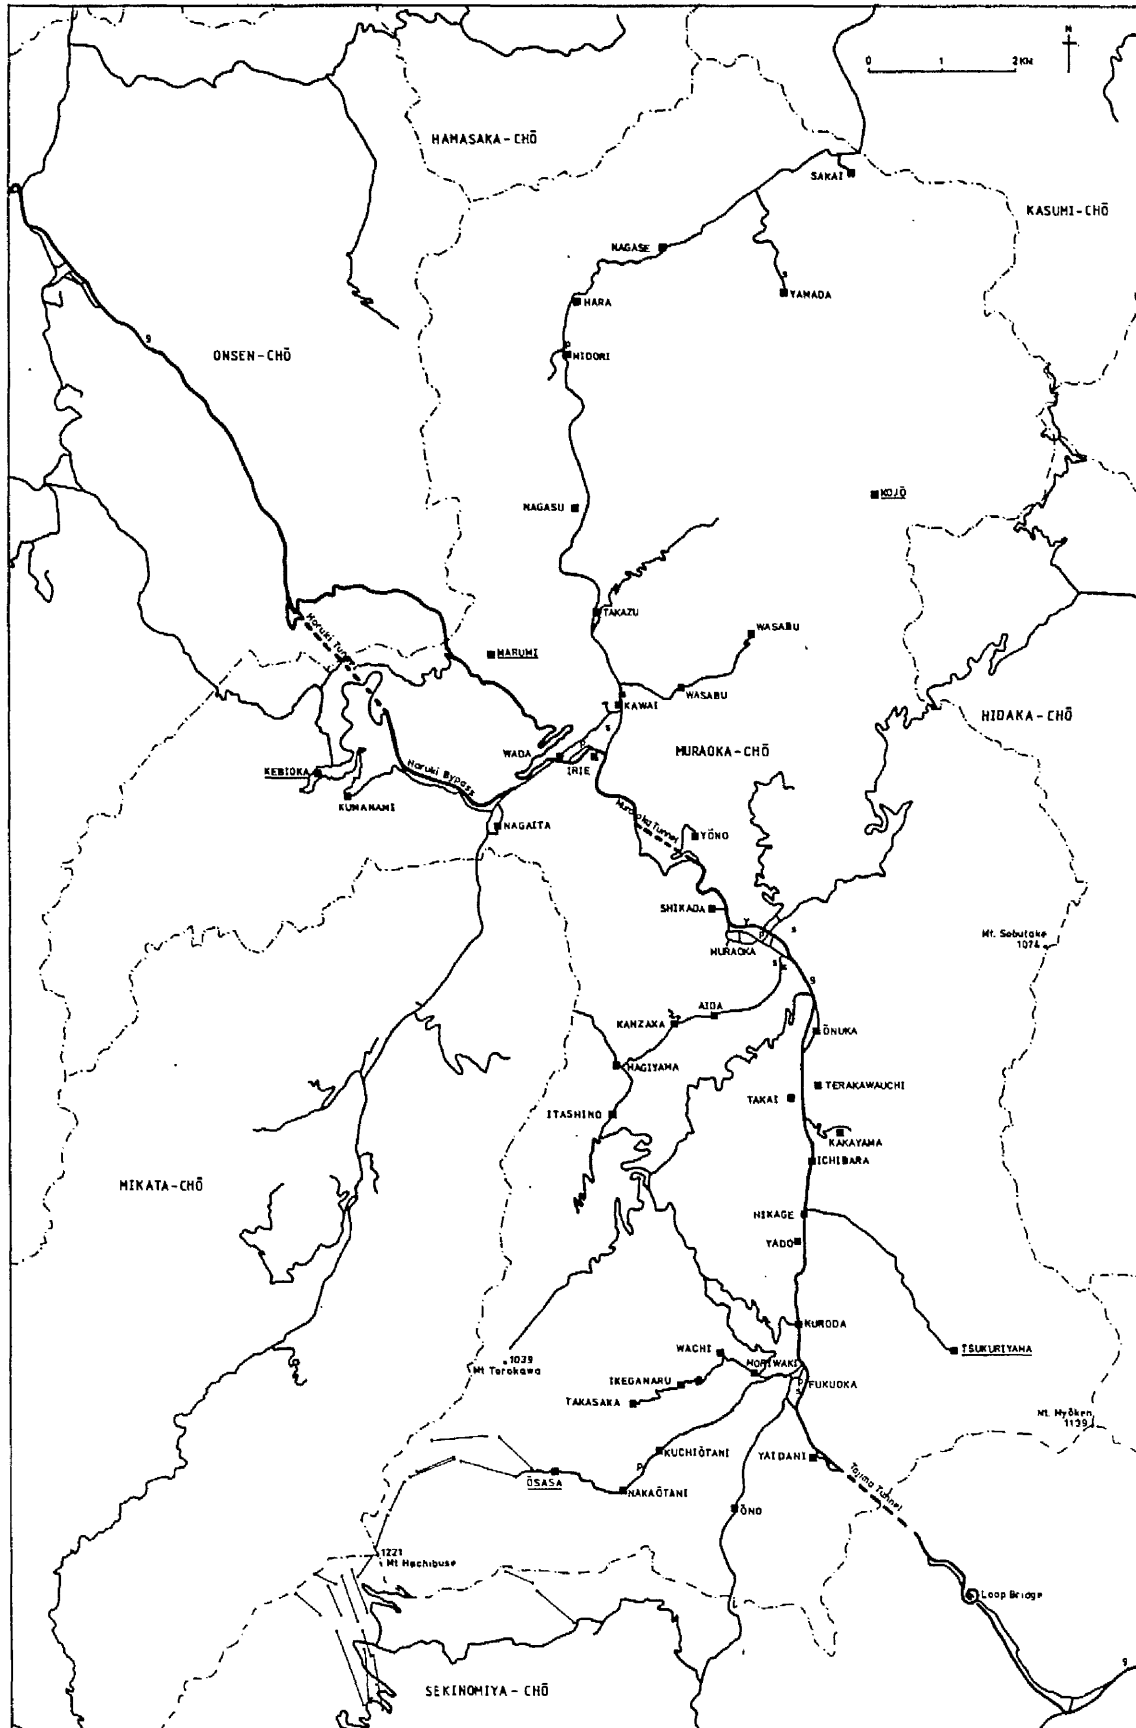 N
0 1 2KM
HAMASAKA-CHŌ
SAKAI
KASUMI-CHŌ
NAGASE
S
YAMADA
HARA
9
ONSEN-CHŌ
P
MIDORI
KOJŌ
NAGASU
TAKAZU
Haruki Tunnel
WASABU
HARUMI
WASABU
KAWAI
S
HIDAKA-CHŌ
WADA
P
IRIE
MURAOKA-CHŌ
Haruki Bypass
KEBIOKA
KUMANAMI
Muraoka Tunnel
NAGAITA
YŌNO
SHIKADA
Y
P
S
MURAOKA
Mt. Sobutake
1074
S
9
AIDA
KANZAKA
ŌNUKA
HAGIYAMA
TERAKAWAUCHI
TAKAI
ITASHINO
KAKAYAMA
ICHIBARA
MIKATA-CHŌ
NIKAGE
YADO
KURODA
WACHI
TSUKURIYAMA
1039
Mt Torokawa
MORIWAKI
IKEGANARU
P
S
FUKUOKA
TAKASAKA
Mt. Myōken
1139
KUCHIŌTANI
YAIDANI
P
Tajima Tunnel
ŌSASA
NAKAŌTANI
ŌNO
1221
Mt Hachibuse
Loop Bridge
9
SEKINOMIYA-CHŌ